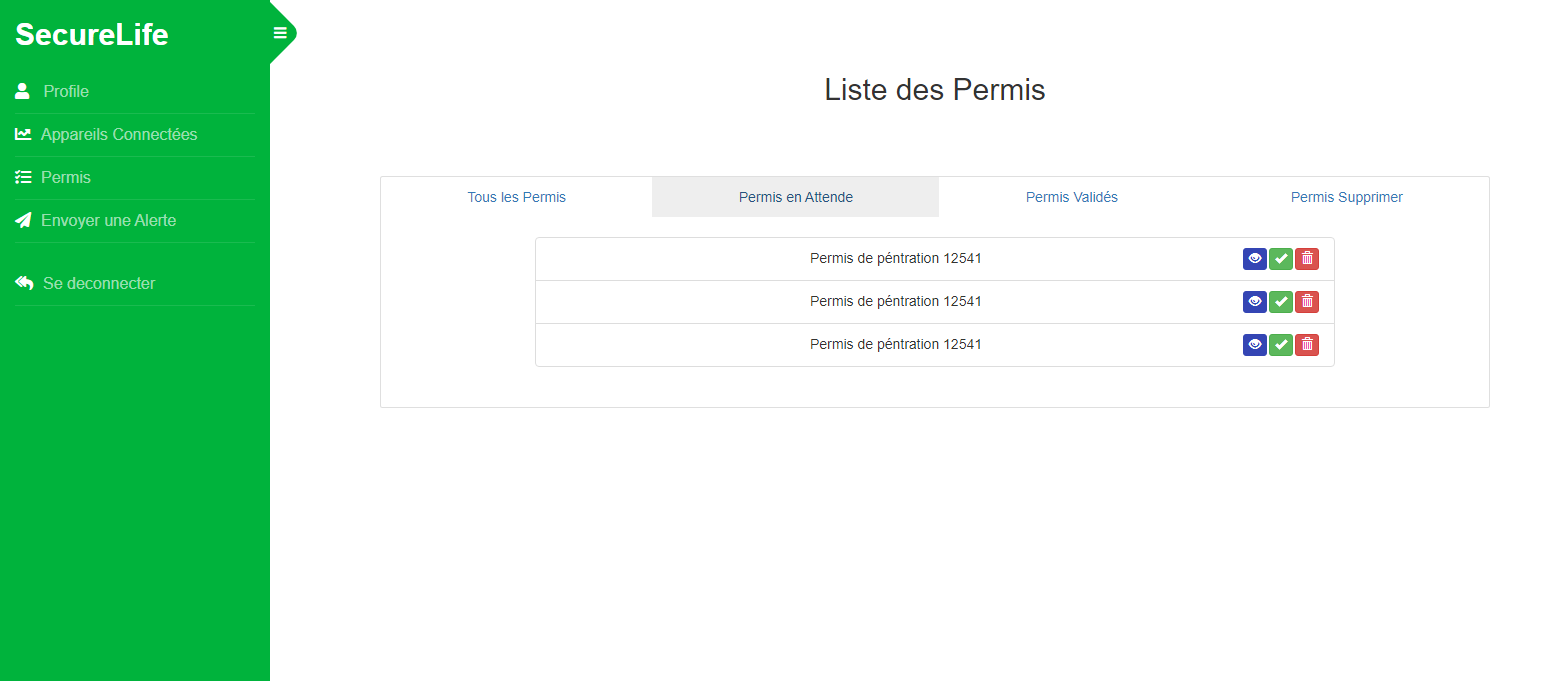 SecureLife
Profile
Appareils Connectées
Permis
Envoyer une Alerte
Se deconnecter
Liste des Permis
Tous les Permis
Permis en Attende
Permis Validés
Permis Supprimer
Permis de péntration 12541
Permis de péntration 12541
Permis de péntration 12541